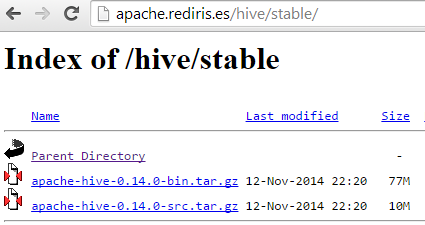 apache.rediris.es/hive/stable/
Index of /hive/stable
Name Last modified Size
Parent Directory -
apache-hive-0.14.0-bin.tar.gz 12-Nov-2014 22:20 77M
apache-hive-0.14.0-src.tar.gz 12-Nov-2014 22:20 10M